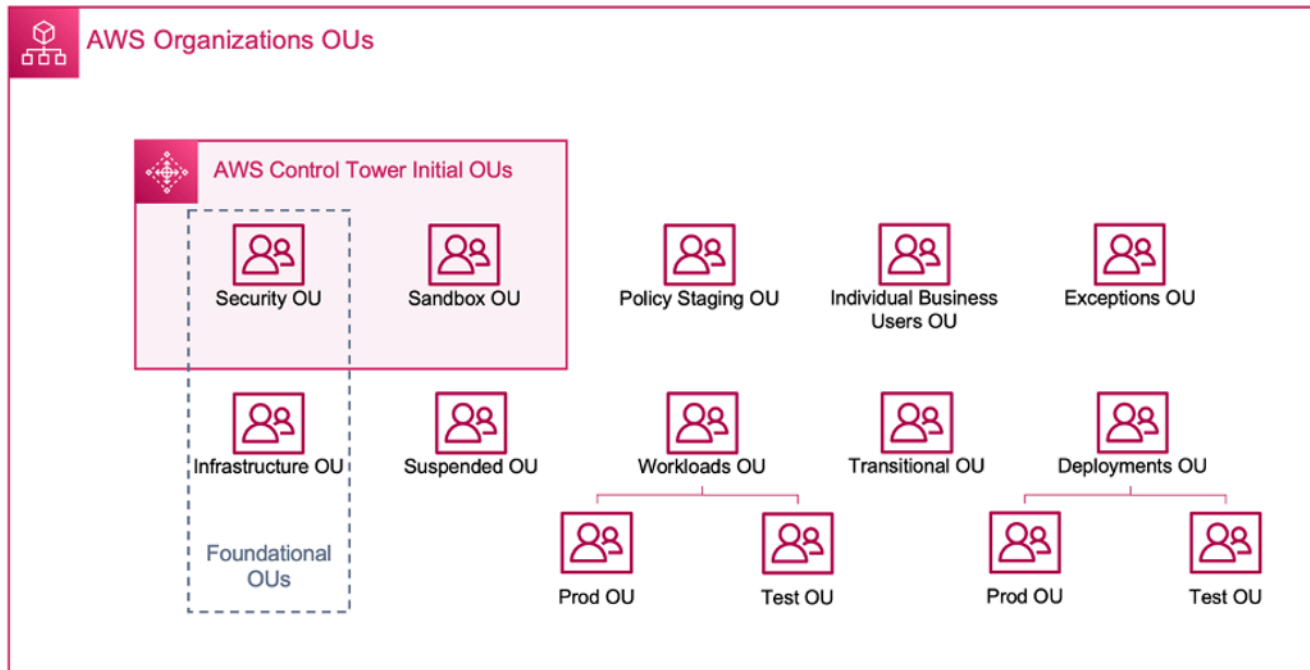 AWS Organizations OUs
AWS Control Tower Initial OUs
Security OU
Sandbox OU
Policy Staging OU
Individual Business
Users OU
Exceptions OU
Infrastructure OU
Suspended OU
Workloads OU
Transitional OU
Deployments OU
Foundational
OUs
Prod OU
Test OU
Prod OU
Test OU